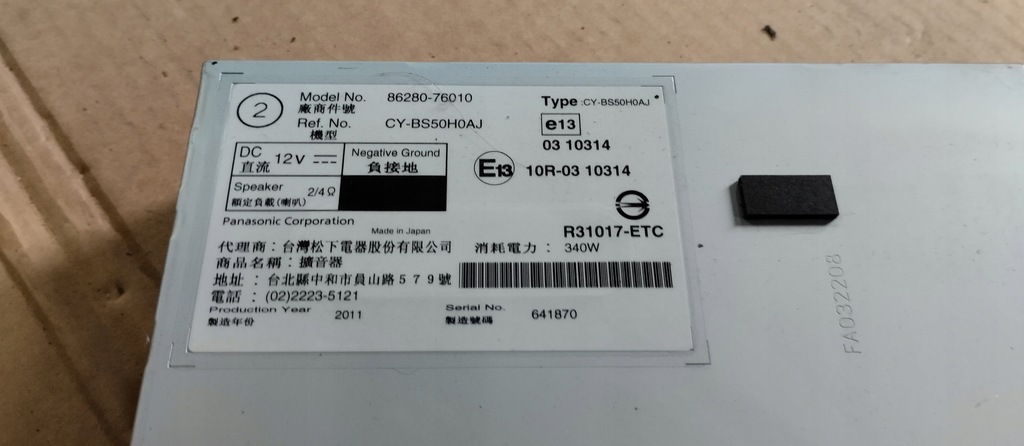 2
Model No. 86280-76010
廠商件號
Ref. No. CY-BS50H0AJ
機型
Type :CY-BS50H0AJ
e13
03 10314
DC 直流 12V
Negative Ground
負接地
Speaker 2/4Ω
額定負載(喇叭)
E13 10R-03 10314
Panasonic Corporation
Made in Japan
R31017-ETC
代理商：台灣松下電器股份有限公司 消耗電力： 340W
商品名稱：擴音器
地址：台北縣中和市員山路５７９號
電話：(02)2223-5121
Production Year 2011
製造年份
Serial No. 641870
製造號碼
FA032208